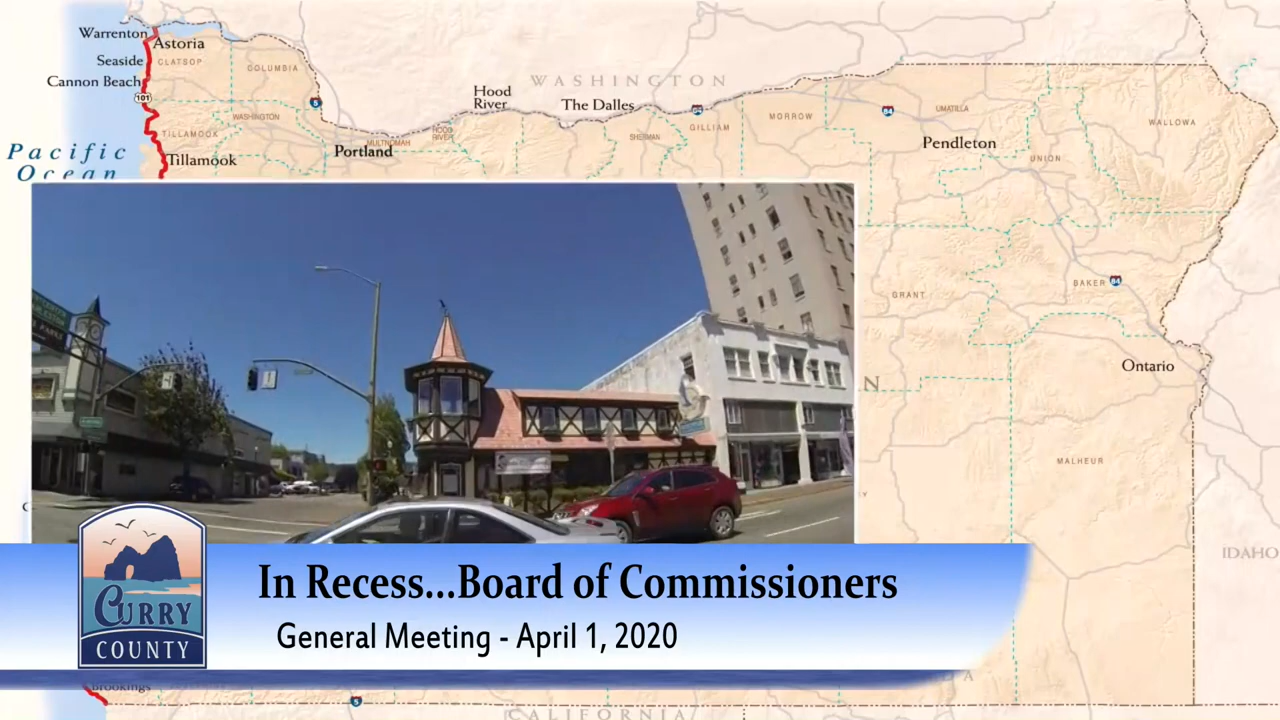 Warrenton
Astoria
Seaside
CLATSOP
Cannon Beach
COLUMBIA
101
5
WASHINGTON
Hood
River
The Dalles
84
84
WASHINGTON
TILLAMOOK
MULTNOMAH
HOOD
RIVER
SHERMAN
GILLIAM
MORROW
UMATILLA
WALLOWA
Pacific
Ocean
Tillamook
Portland
Pendleton
UNION
GRANT
BAKER
84
Ontario
N
MALHEUR
IDAHO
CURRY
COUNTY
In Recess...Board of Commissioners
General Meeting - April 1, 2020
Brookings
5
CALIFORNIA